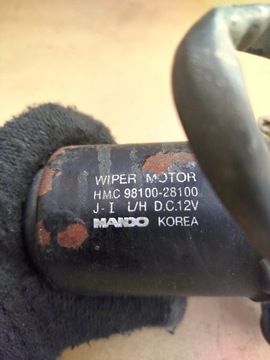 WIPER MOTOR
HMC 98100-28100
J-I L/H D.C.12V
MANDO KOREA